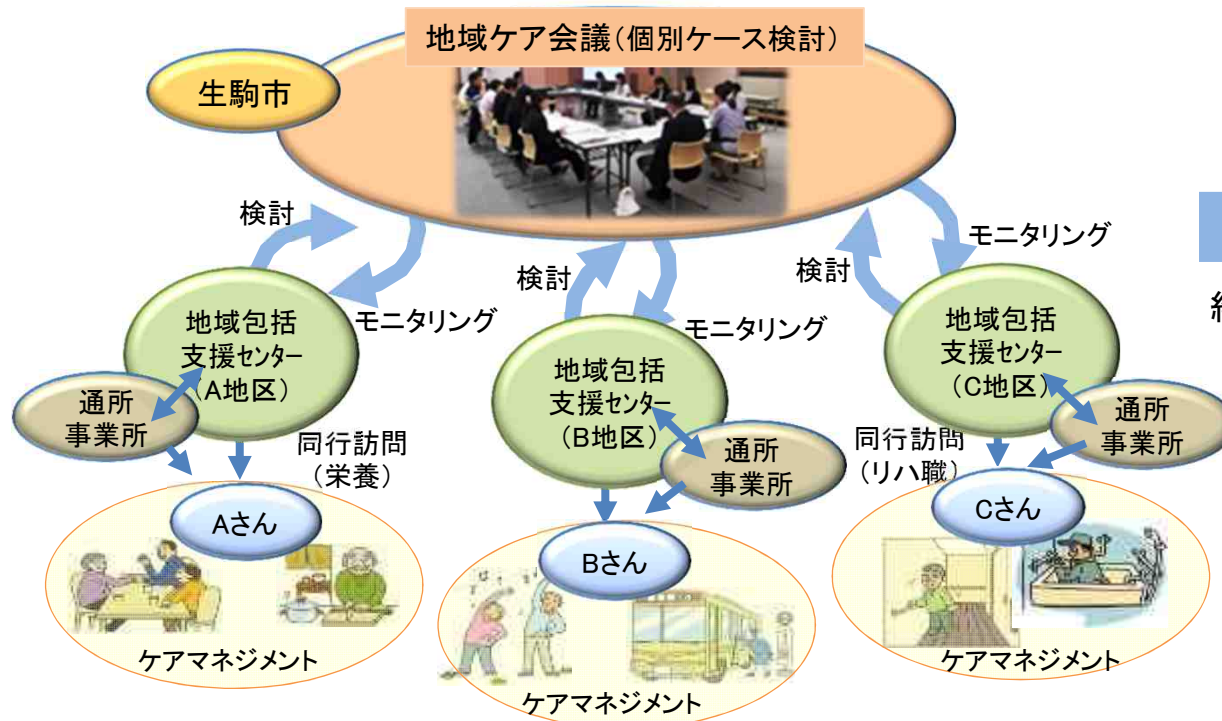 地域ケア会議（個別ケース検討）
生駒市
検討
モニタリング
検討
モニタリング
検討
モニタリング
地域包括
支援センター
（A地区）
通所
事業所
地域包括
支援センター
（B地区）
通所
事業所
地域包括
支援センター
（C地区）
通所
事業所
同行訪問
（栄養）
同行訪問
（リハ職）
Aさん
Bさん
Cさん
ケアマネジメント
ケアマネジメント
ケアマネジメント